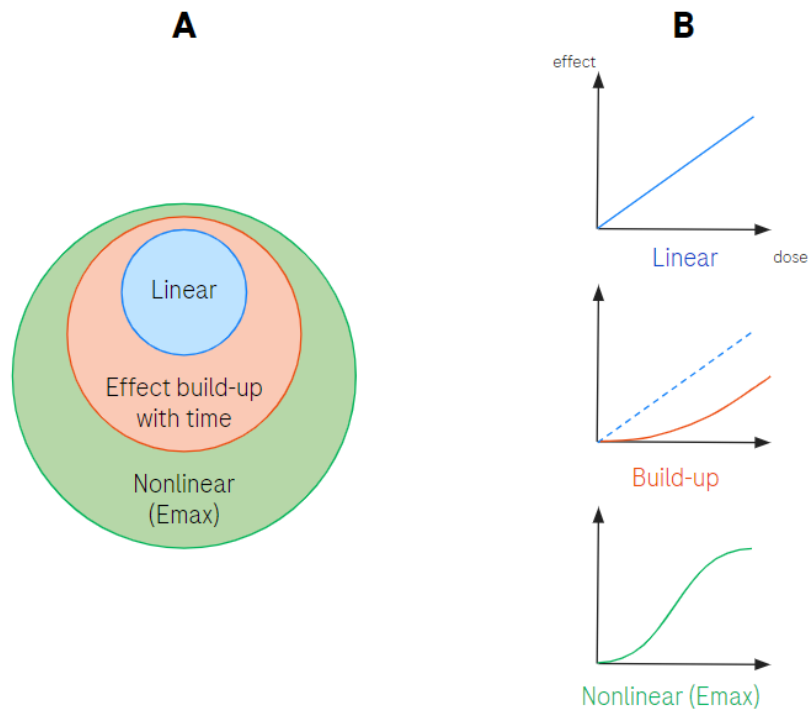 A
Linear
Effect build-up
with time
Nonlinear
(Emax)
B
effect
Linear
dose
Build-up
Nonlinear (Emax)